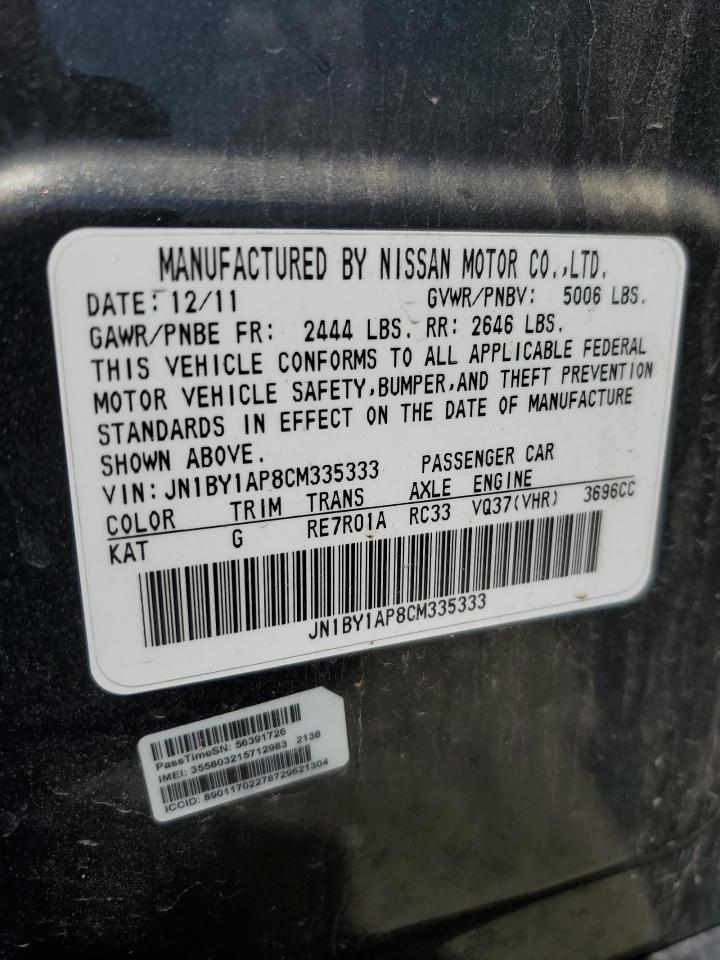 MANUFACTURED BY NISSAN MOTOR CO.,LTD.
DATE: 12/11 GVWR/PNBV: 5006 LBS.
GAWR/PNBE FR: 2444 LBS. RR: 2646 LBS.
THIS VEHICLE CONFORMS TO ALL APPLICABLE FEDERAL
MOTOR VEHICLE SAFETY,BUMPER,AND THEFT PREVENTION
STANDARDS IN EFFECT ON THE DATE OF MANUFACTURE
SHOWN ABOVE.
VIN: JN1BY1AP8CM335333 PASSENGER CAR
COLOR TRIM TRANS AXLE ENGINE
KAT G RE7R01A RC33 VQ37(VHR) 3696CC
JN1BY1AP8CM335333
PassTimeSN: 56391726
IMEI: 355803215712983 2138
ICCID: 89011702278729621304